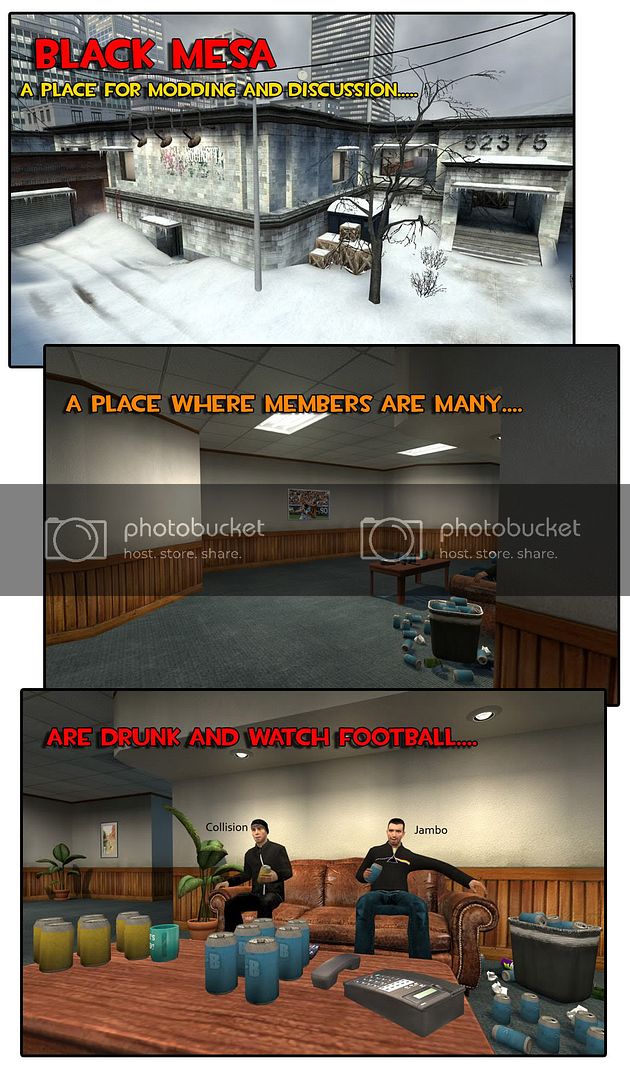 BLACK MESA
A PLACE FOR MODDING AND DISCUSSION.....
52375
A PLACE WHERE MEMBERS ARE MANY....
photobucket
host. store. share.
photobucket
host. store. share.
ARE DRUNK AND WATCH FOOTBALL....
Collision
Jambo